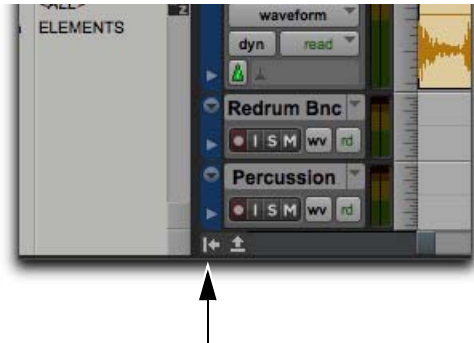 <ALL>
ELEMENTS
z
waveform
dyn read
Redrum Bnc
I S M wv rd
Percussion
I S M wv rd